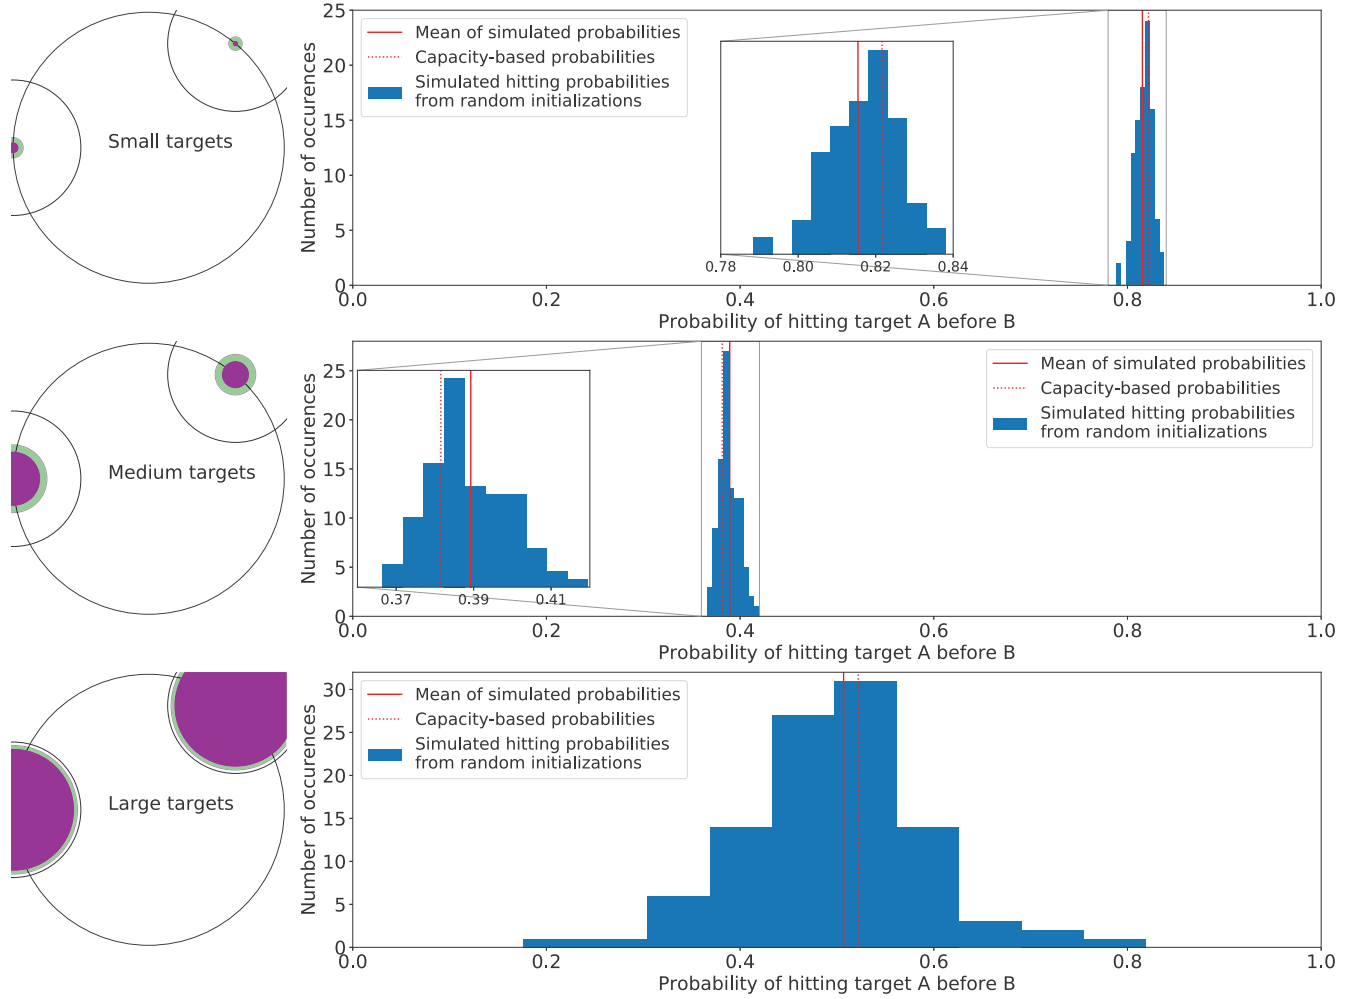 Small targets
Number of occurences
25
20
15
10
5
0
Mean of simulated probabilities
Capacity-based probabilities
Simulated hitting probabilities
from random initializations
0.78 0.80 0.82 0.84
0.0 0.2 0.4 0.6 0.8 1.0
Probability of hitting target A before B
Medium targets
Number of occurences
25
20
15
10
5
0
0.37 0.39 0.41
Mean of simulated probabilities
Capacity-based probabilities
Simulated hitting probabilities
from random initializations
0.0 0.2 0.4 0.6 0.8 1.0
Probability of hitting target A before B
Large targets
Number of occurences
30
25
20
15
10
5
0
Mean of simulated probabilities
Capacity-based probabilities
Simulated hitting probabilities
from random initializations
0.0 0.2 0.4 0.6 0.8 1.0
Probability of hitting target A before B